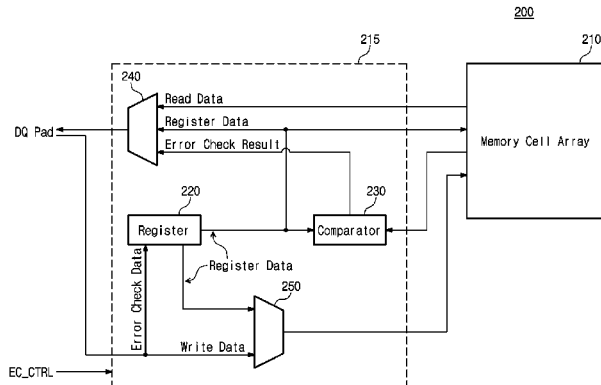 200
215
210
240
Read Data
DQ Pad
Register Data
Error Check Result
Memory Cell Array
220
230
Register
Comparator
Register Data
Error Check Data
250
Write Data
EC_CTRL